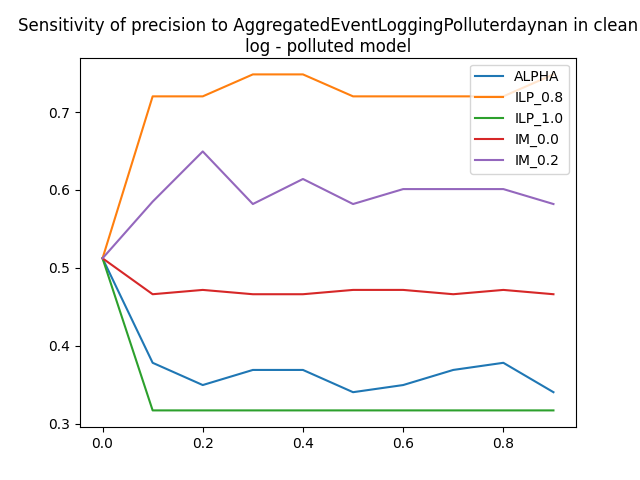 Sensitivity of precision to AggregatedEventLoggingPolluterdaynan in clean
log - polluted model
ALPHA
ILP_0.8
ILP_1.0
IM_0.0
IM_0.2
0.7
0.6
0.5
0.4
0.3
0.0 0.2 0.4 0.6 0.8